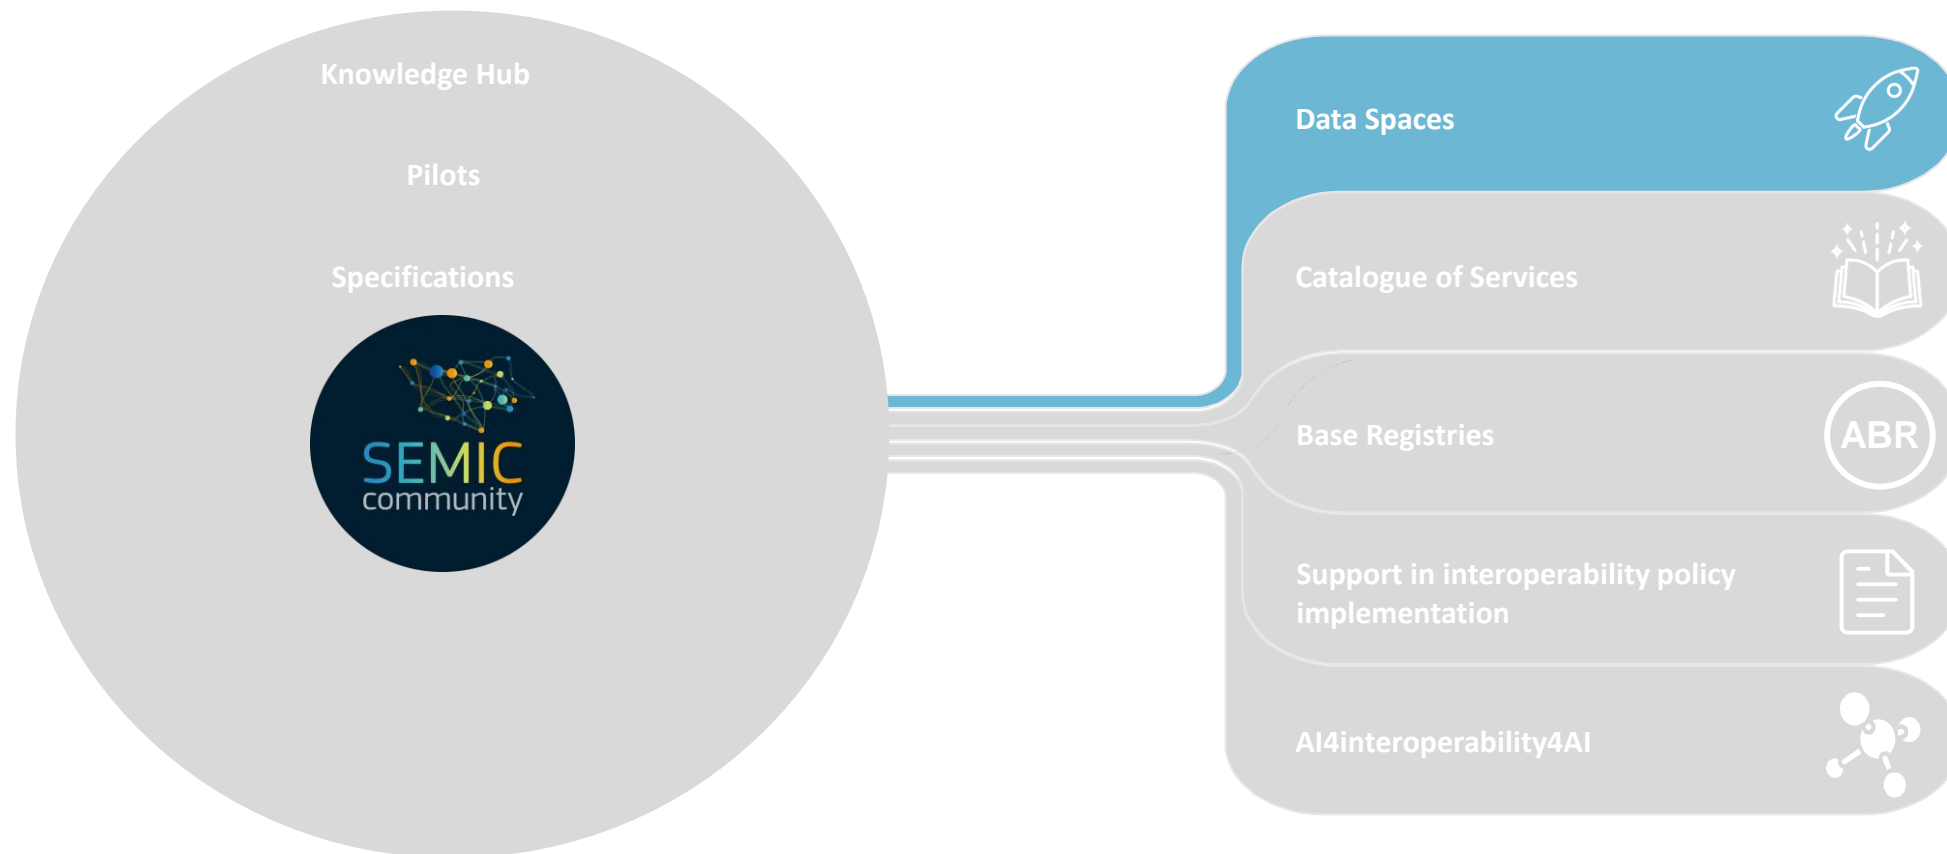 Knowledge Hub
Pilots
Specifications
SEMIC
community
Data Spaces
Catalogue of Services
Base Registries
ABR
Support in interoperability policy
implementation
AI4interoperability4AI